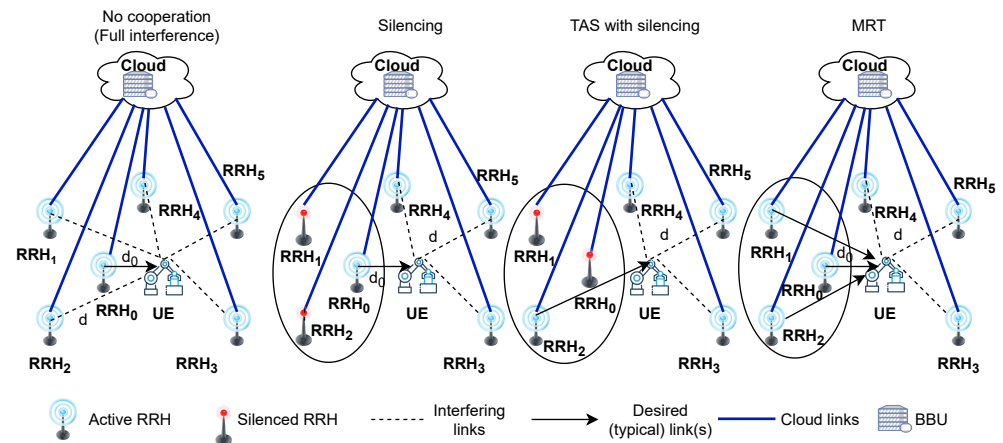 No cooperation
(Full interference)
Silencing
TAS with silencing
MRT
Cloud
Cloud
Cloud
Cloud
RRH5
RRH4
RRH1
d0
RRH0
UE
d
RRH2
RRH3
RRH5
RRH4
d
RRH1
d0
RRH0
UE
RRH2
RRH3
RRH5
RRH4
d
RRH1
RRH0
UE
RRH2
RRH3
RRH5
RRH4
d
RRH1
d0
RRH0
UE
RRH2
RRH3
Active RRH
Silenced RRH
Interfering
links
Desired
(typical) link(s)
Cloud links
BBU